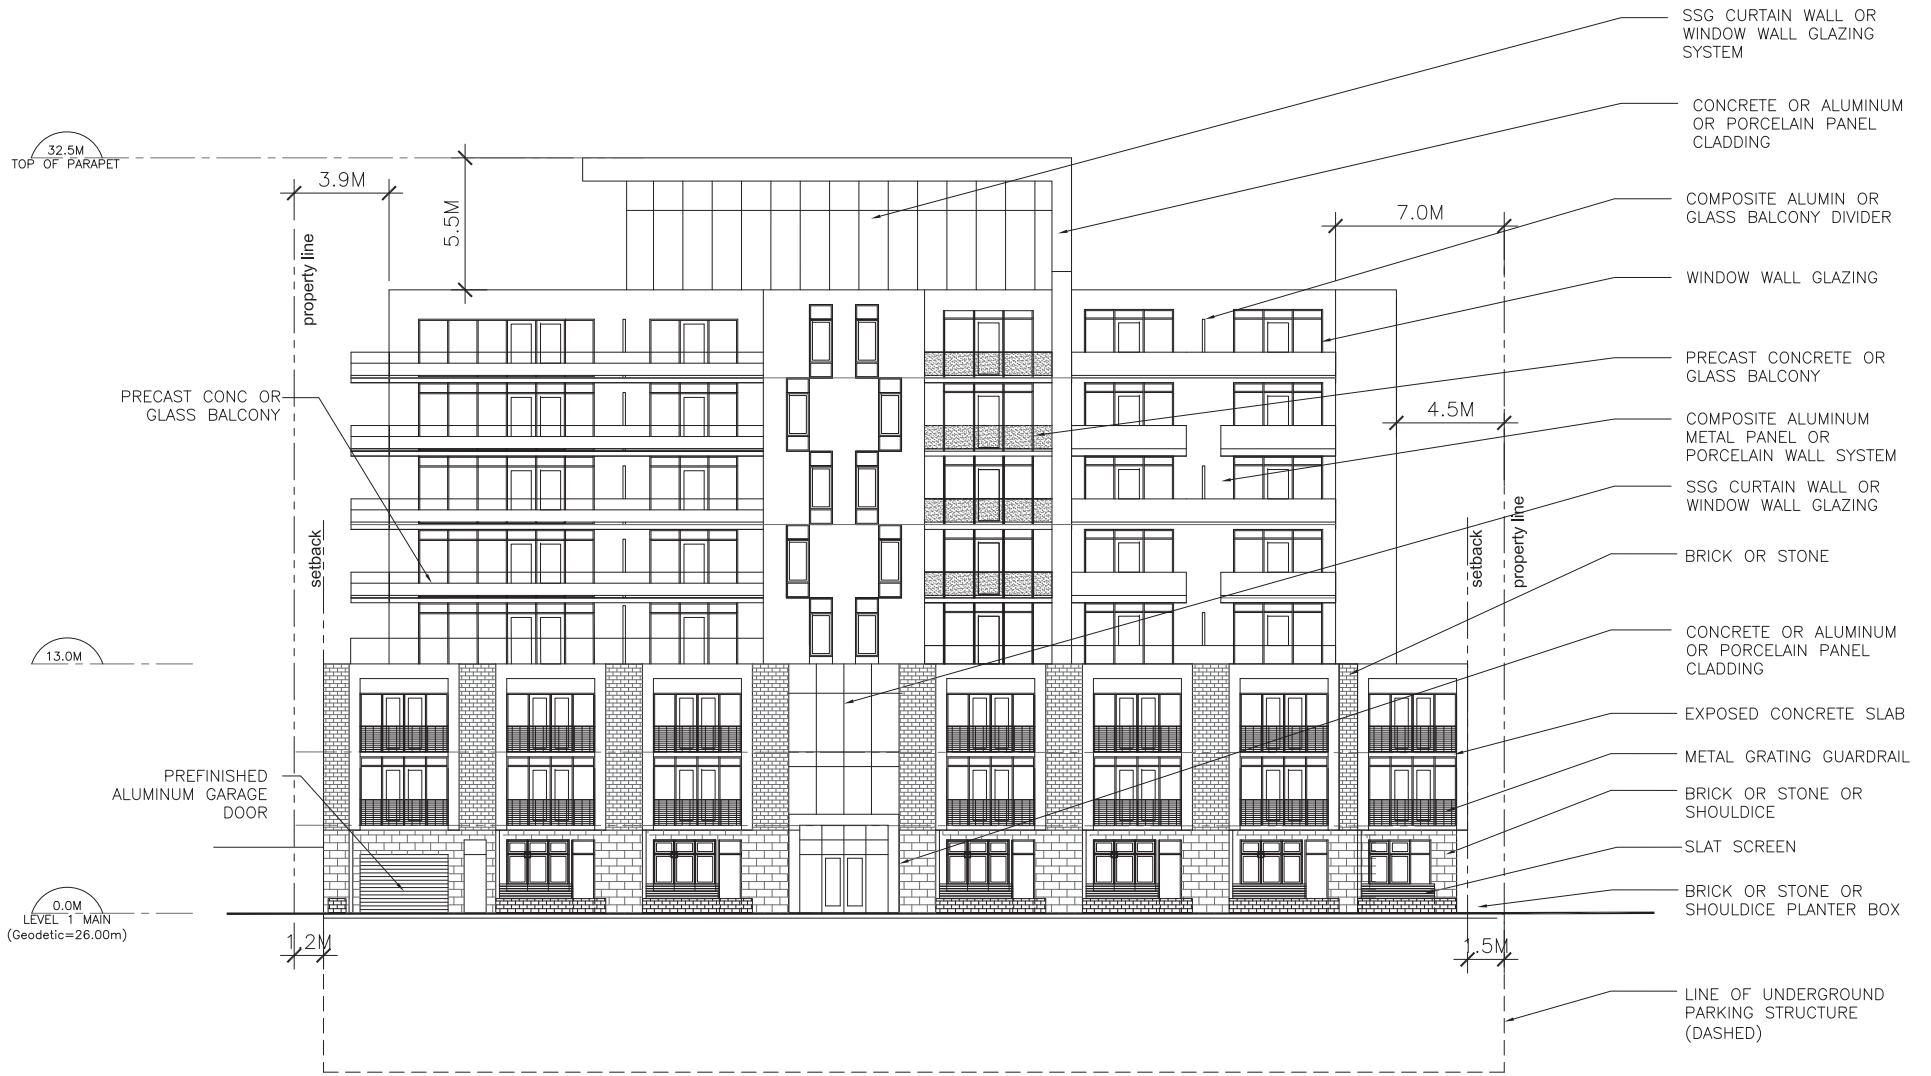 SSG CURTAIN WALL OR
WINDOW WALL GLAZING
SYSTEM
CONCRETE OR ALUMINUM
OR PORCELAIN PANEL
CLADDING
32.5M
TOP OF PARAPET
3.9M
5.5M
7.0M
COMPOSITE ALUMIN OR
GLASS BALCONY DIVIDER
property line
WINDOW WALL GLAZING
PRECAST CONCRETE OR
GLASS BALCONY
PRECAST CONC OR
GLASS BALCONY
4.5M
COMPOSITE ALUMINUM
METAL PANEL OR
PORCELAIN WALL SYSTEM
SSG CURTAIN WALL OR
WINDOW WALL GLAZING
setback
setback
property line
BRICK OR STONE
13.0M
CONCRETE OR ALUMINUM
OR PORCELAIN PANEL
CLADDING
EXPOSED CONCRETE SLAB
METAL GRATING GUARDRAIL
PREFINISHED
ALUMINUM GARAGE
DOOR
BRICK OR STONE OR
SHOULDICE
SLAT SCREEN
BRICK OR STONE OR
SHOULDICE PLANTER BOX
0.0M
LEVEL 1 MAIN
(Geodetic=26.00m)
1.2M
1.5M
LINE OF UNDERGROUND
PARKING STRUCTURE
(DASHED)